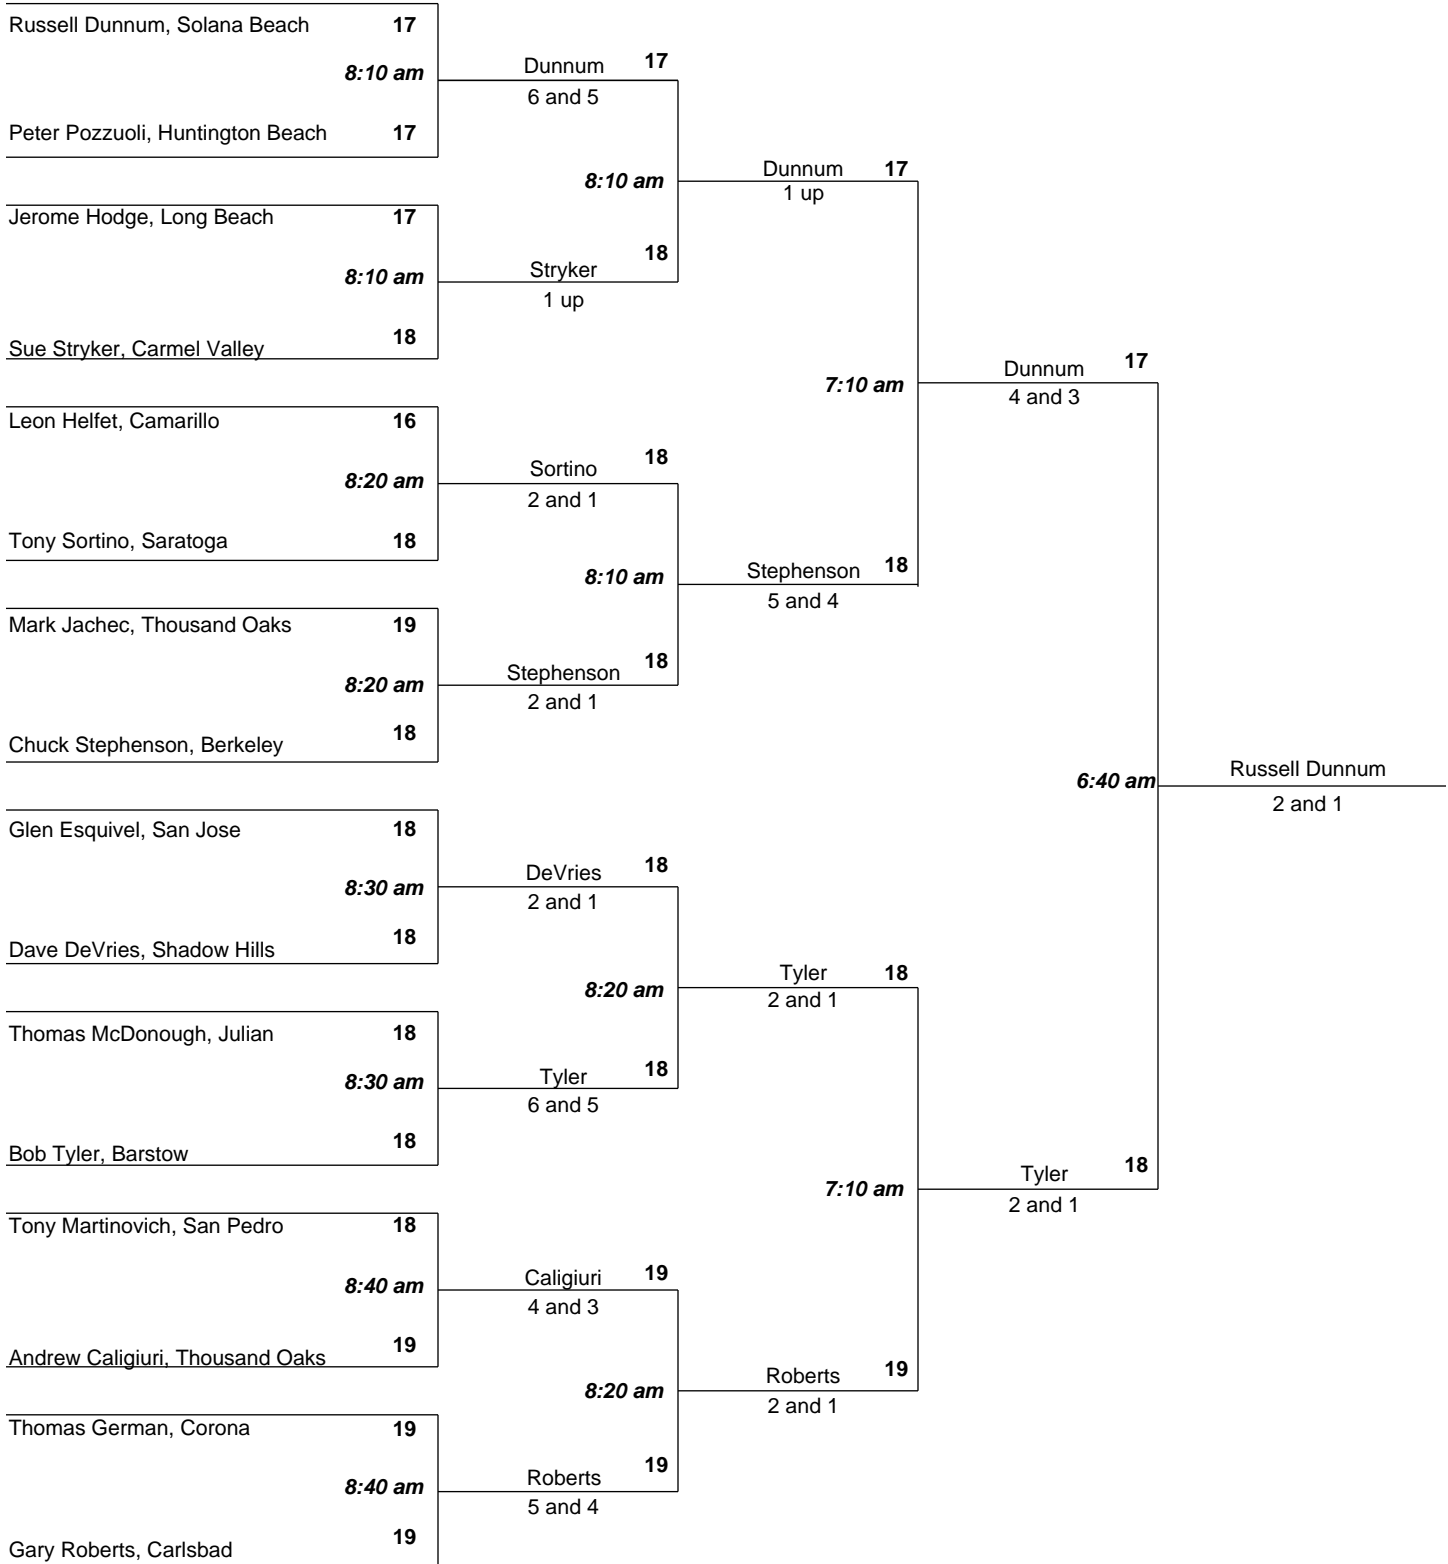 Russell Dunnum, Solana Beach 17
8:10 am
Peter Pozzuoli, Huntington Beach 17
Jerome Hodge, Long Beach 17
8:10 am
Sue Stryker, Carmel Valley 18
Leon Helfet, Camarillo 16
8:20 am
Tony Sortino, Saratoga 18
Mark Jachec, Thousand Oaks 19
8:20 am
Chuck Stephenson, Berkeley 18
Glen Esquivel, San Jose 18
8:30 am
Dave DeVries, Shadow Hills 18
Thomas McDonough, Julian 18
8:30 am
Bob Tyler, Barstow 18
Tony Martinovich, San Pedro 18
8:40 am
Andrew Caligiuri, Thousand Oaks 19
Thomas German, Corona 19
8:40 am
Gary Roberts, Carlsbad 19
Dunnum 17
6 and 5
8:10 am
Stryker 18
1 up
Sortino 18
2 and 1
8:10 am
Stephenson 18
2 and 1
DeVries 18
2 and 1
8:20 am
Tyler 18
6 and 5
Caligiuri 19
4 and 3
8:20 am
Roberts 19
5 and 4
Dunnum 17
1 up
7:10 am
Stephenson 18
5 and 4
Tyler 18
2 and 1
7:10 am
Roberts 19
2 and 1
Dunnum 17
4 and 3
6:40 am
Tyler 18
2 and 1
Russell Dunnum
2 and 1